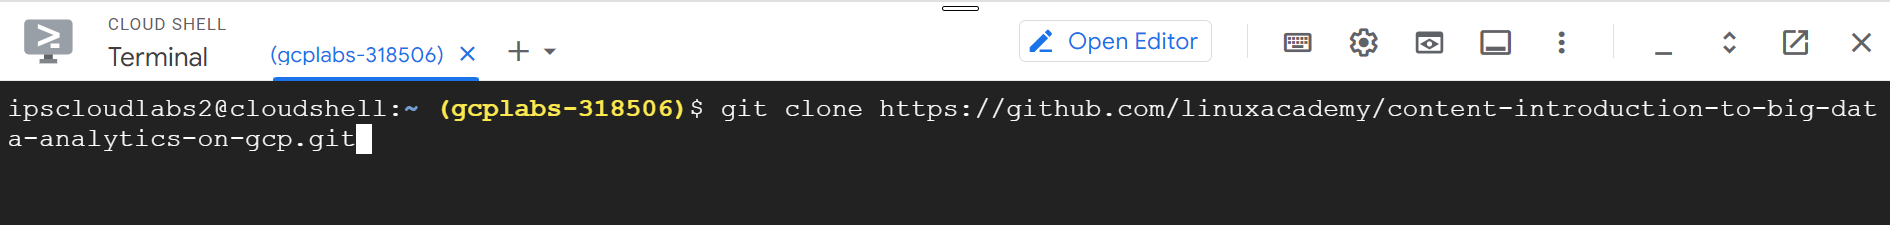 CLOUD SHELL
Terminal
(gcplabs-318506)
Open Editor
ipscloudlabs2@cloudshell:~ (gcplabs-318506)$ git clone https://github.com/linuxacademy/content-introduction-to-big-dat
a-analytics-on-gcp.git